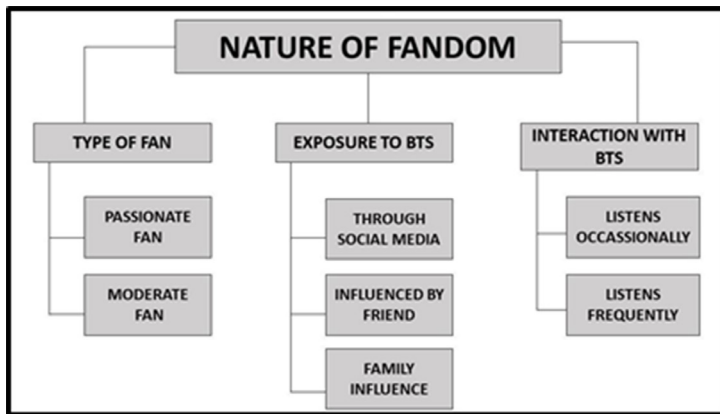 NATURE OF FANDOM
TYPE OF FAN
PASSIONATE
FAN
MODERATE
FAN
EXPOSURE TO BTS
THROUGH
SOCIAL MEDIA
INFLUENCED BY
FRIEND
FAMILY
INFLUENCE
INTERACTION WITH
BTS
LISTENS
OCCASSIONALLY
LISTENS
FREQUENTLY